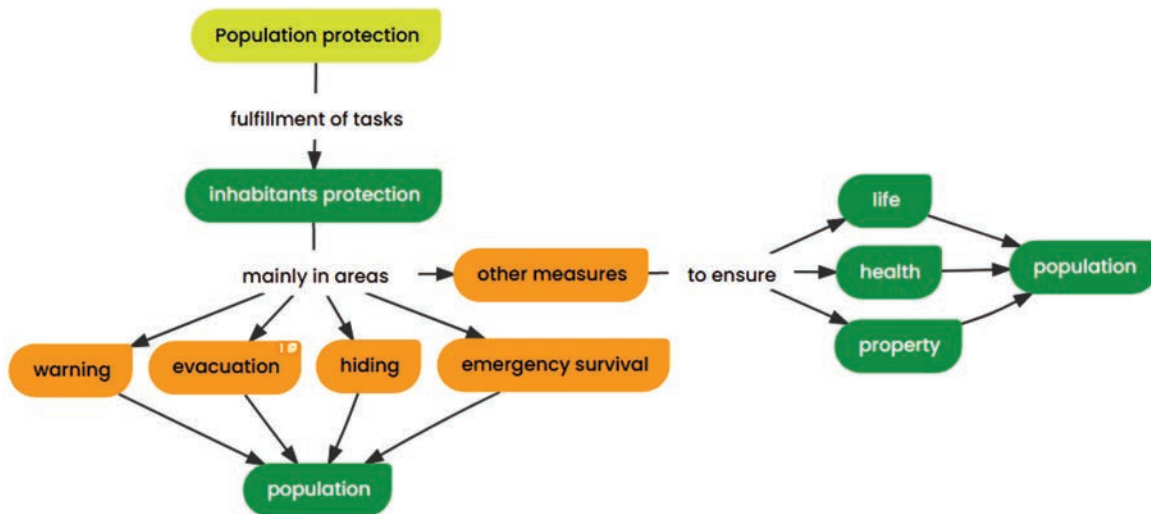 Population protection
fulfillment of tasks
inhabitants protection
mainly in areas
other measures
to ensure
life
health
property
population
warning
evacuation
hiding
emergency survival
population